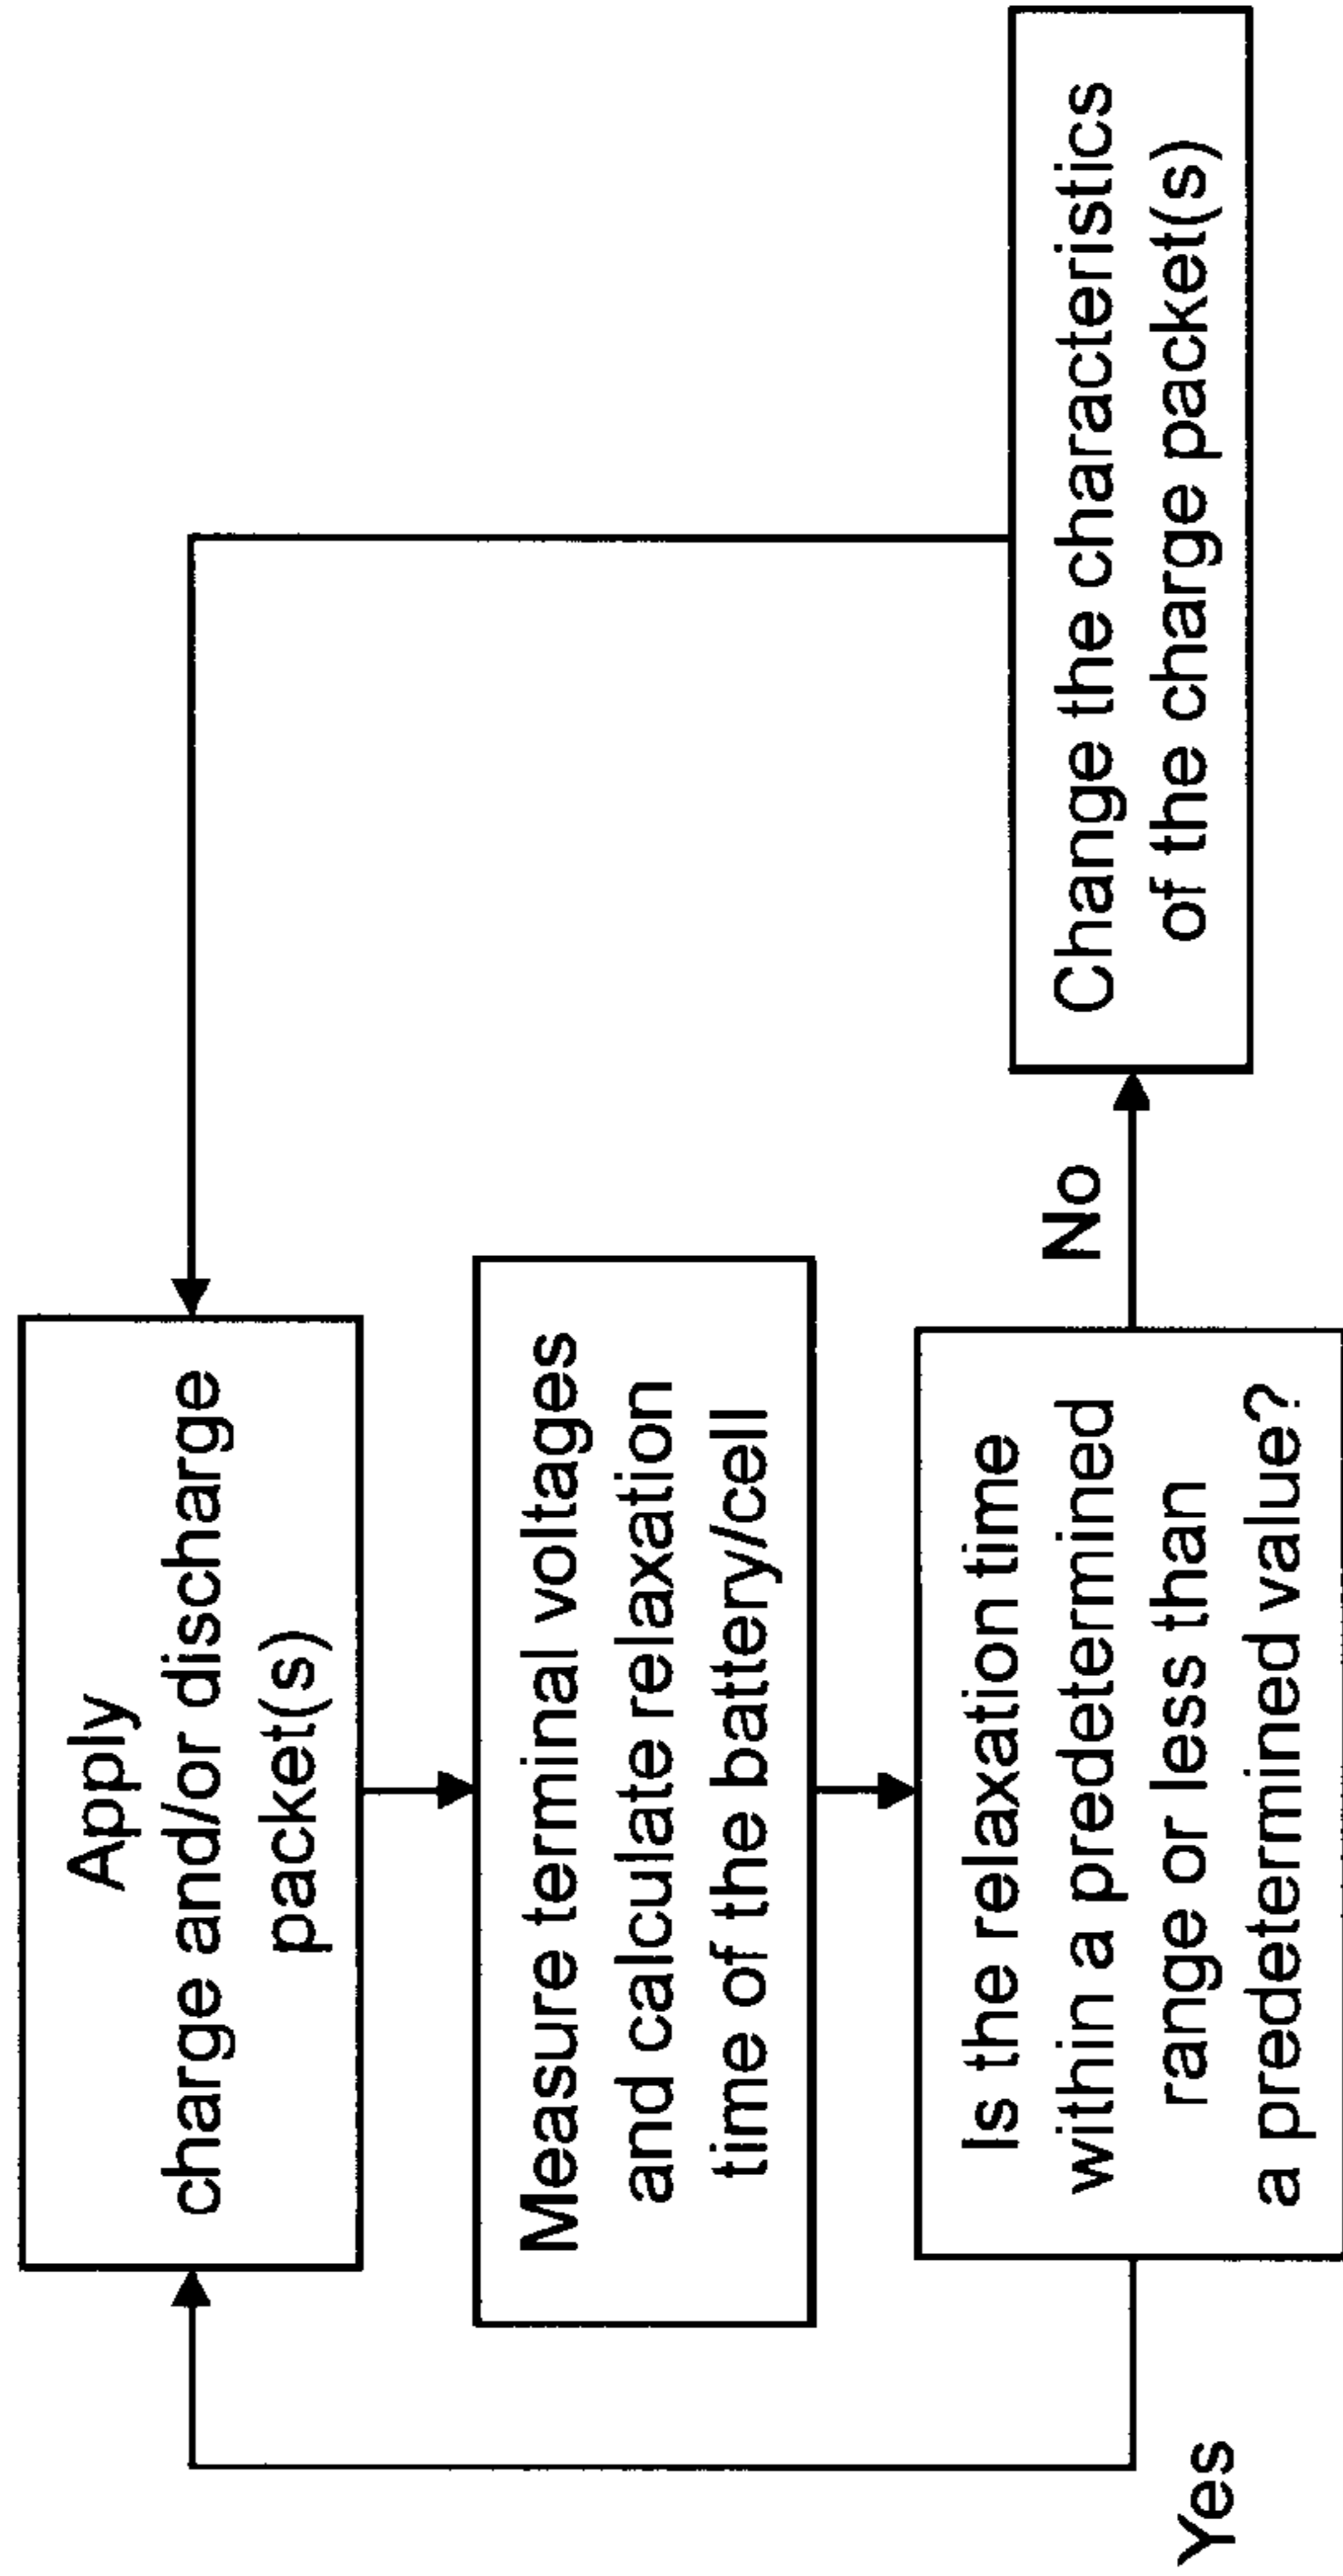 Apply
charge and/or discharge
packet(s)
Measure terminal voltages
and calculate relaxation
time of the battery/cell
Is the relaxation time
within a predetermined
range or less than
a predetermined value?
Yes
No
Change the characteristics
of the charge packet(s)